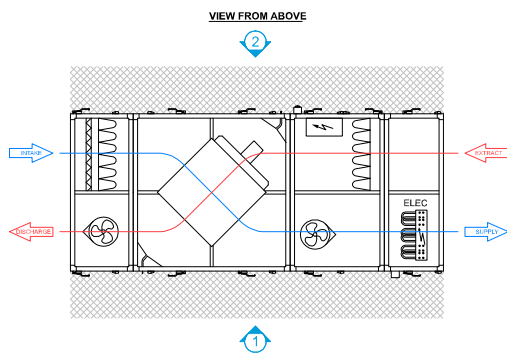 VIEW FROM ABOVE
2
INTAKE
EXTRACT
ELEC
DISCHARGE
SUPPLY
1